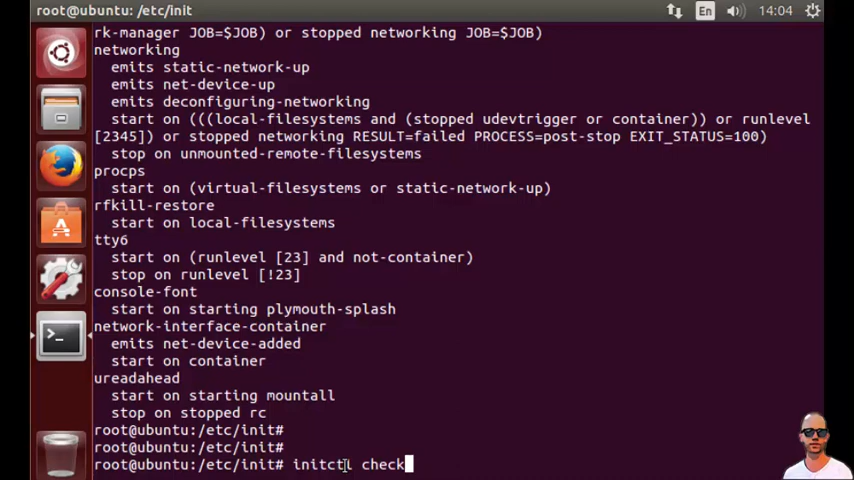 root@ubuntu: /etc/init
En
14:04
rk-manager JOB=$JOB) or stopped networking JOB=$JOB)
networking
  emits static-network-up
  emits net-device-up
  emits deconfiguring-networking
  start on (((local-filesystems and (stopped udevtrigger or container)) or runlevel
[2345]) or stopped networking RESULT=failed PROCESS=post-stop EXIT_STATUS=100)
  stop on unmounted-remote-filesystems
procps
  start on (virtual-filesystems or static-network-up)
rfkill-restore
  start on local-filesystems
tty6
  start on (runlevel [23] and not-container)
  stop on runlevel [!23]
console-font
  start on starting plymouth-splash
network-interface-container
  emits net-device-added
  start on container
ureadahead
  start on starting mountall
  stop on stopped rc
root@ubuntu:/etc/init#
root@ubuntu:/etc/init#
root@ubuntu:/etc/init# initctl check